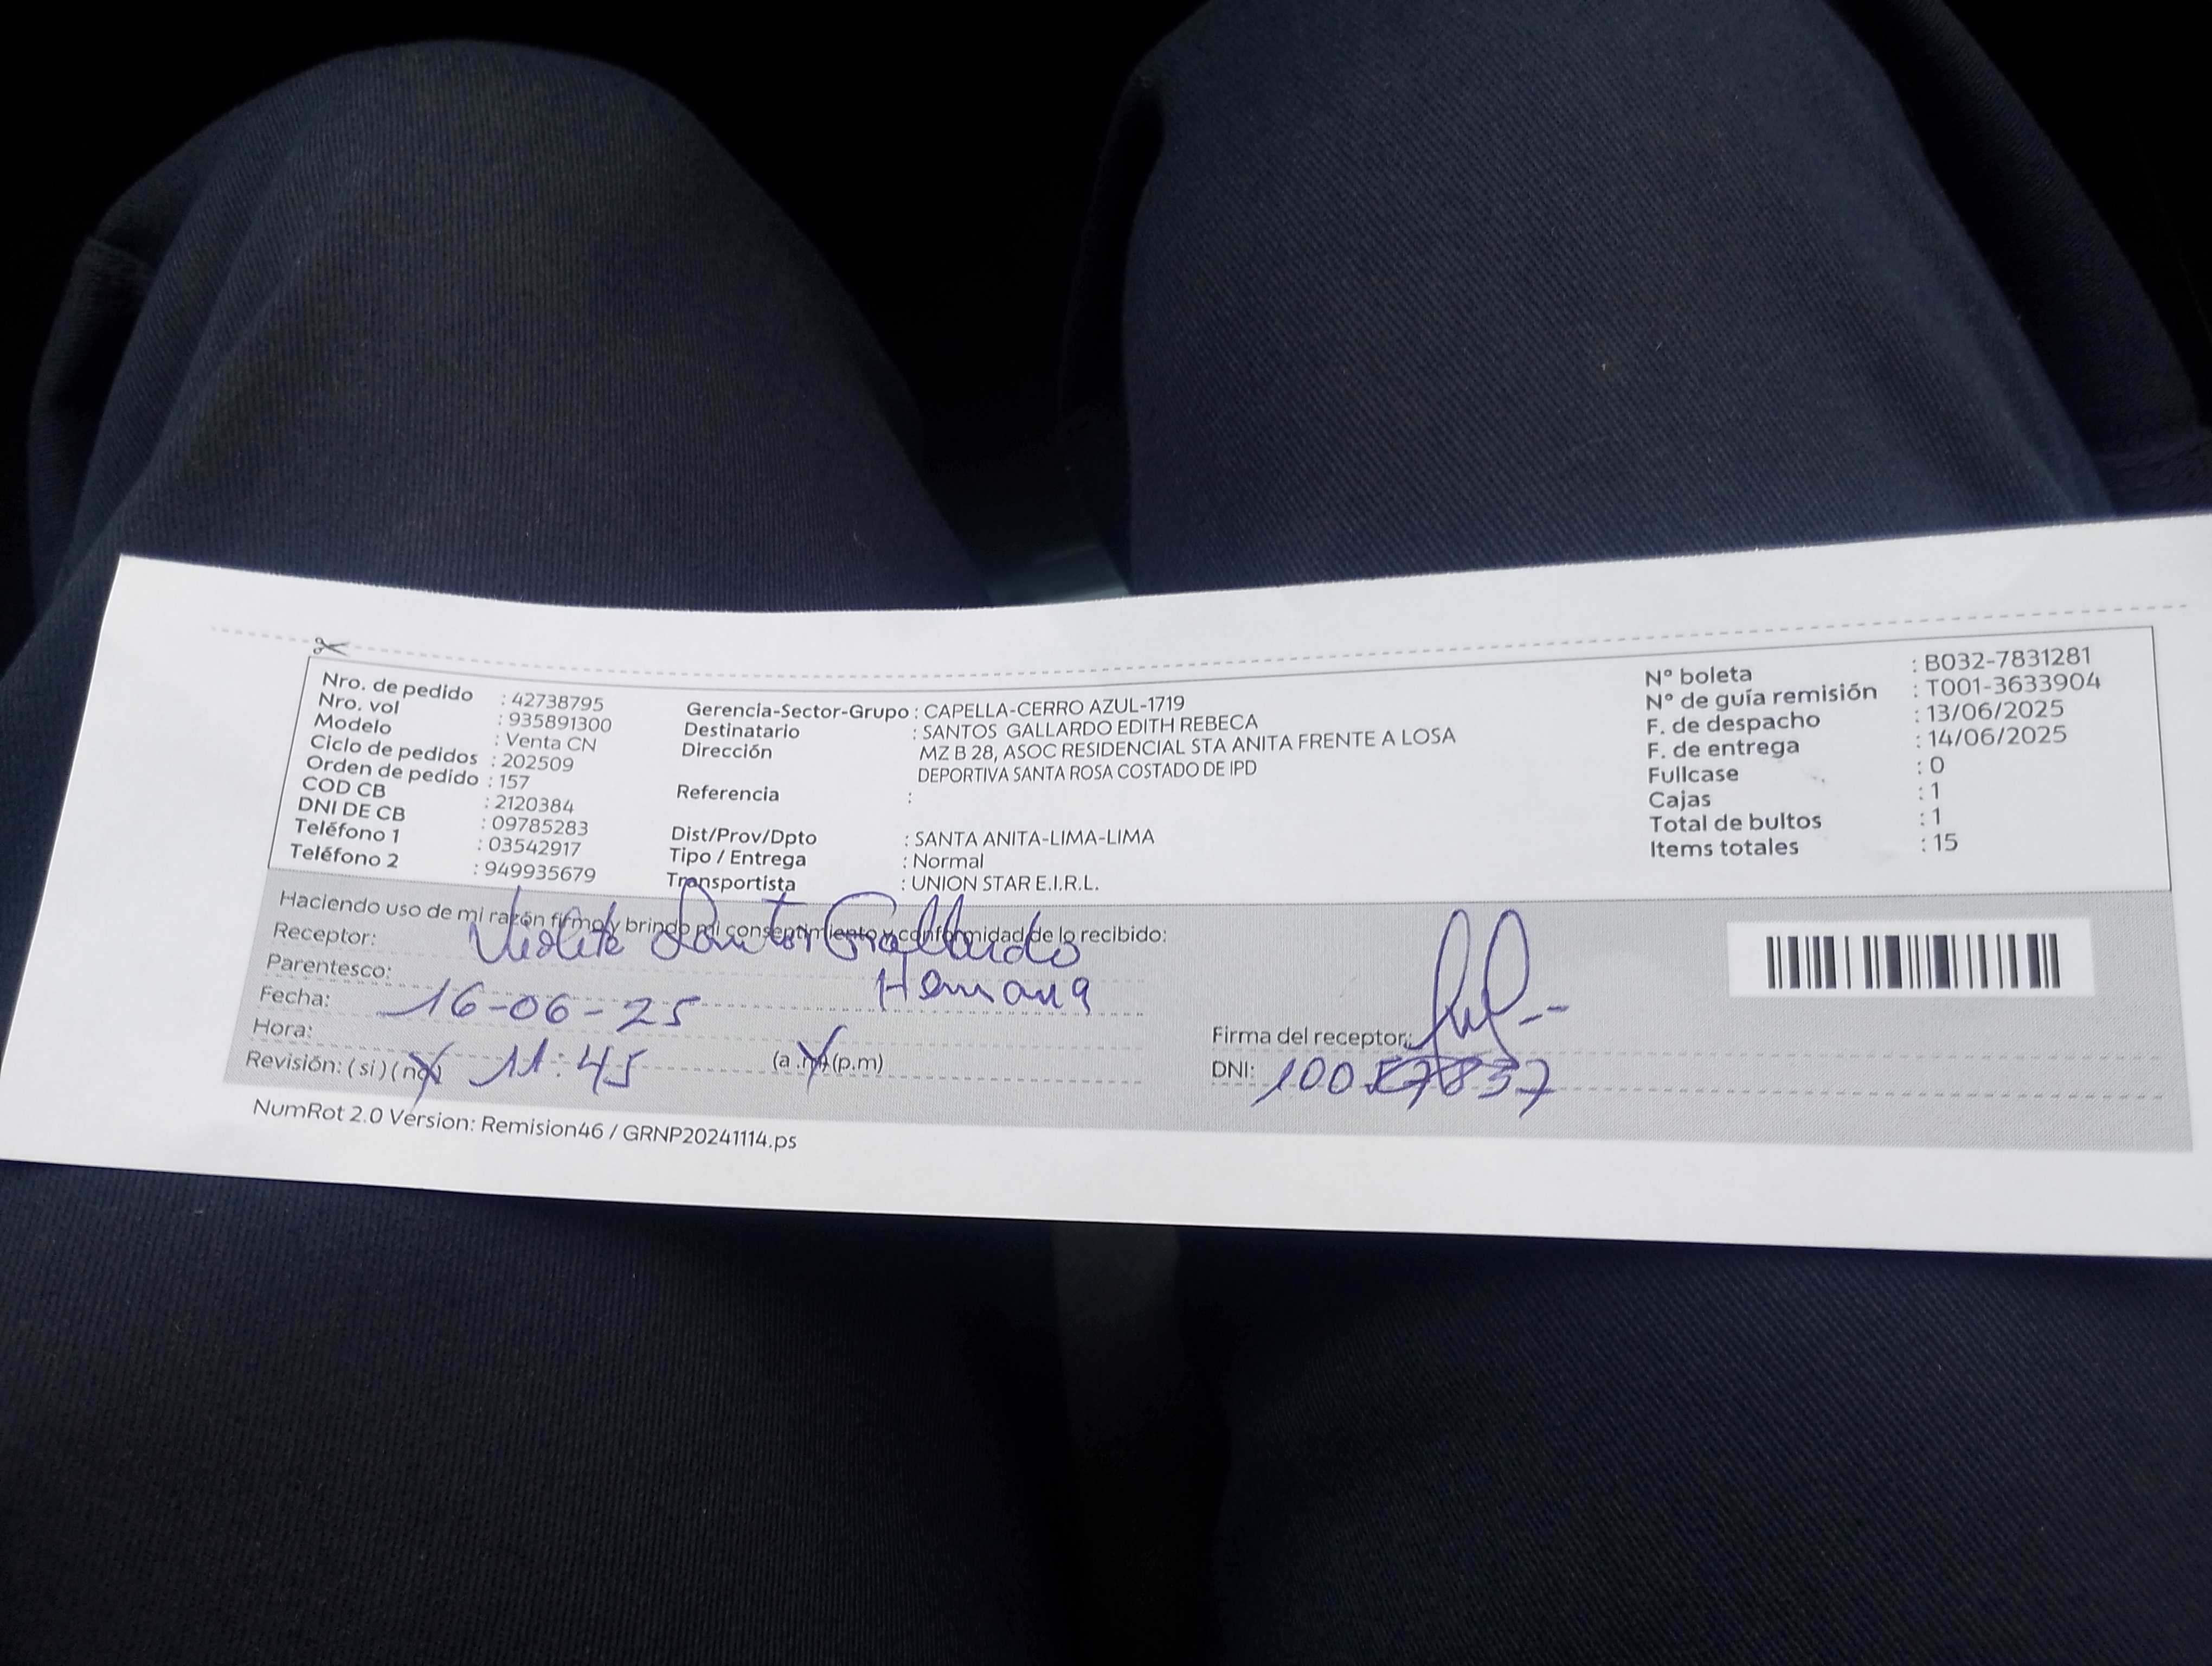 Nro. de pedido : 42738795
Nro. vol : 935891300
Modelo : Venta CN
Ciclo de pedidos : 202509
Orden de pedido : 157
COD CB : 2120384
DNI DE CB : 09785283
Teléfono 1 : 03542917
Teléfono 2 : 949935679
Gerencia-Sector-Grupo : CAPELLA-CERRO AZUL-1719
Destinatario : SANTOS GALLARDO EDITH REBECA
Dirección MZ B 28, ASOC RESIDENCIAL STA ANITA FRENTE A LOSA
DEPORTIVA SANTA ROSA COSTADO DE IPD
Referencia :
Dist/Prov/Dpto : SANTA ANITA-LIMA-LIMA
Tipo / Entrega : Normal
Transportista : UNION STAR E.I.R.L.
N° boleta : B032-7831281
N° de guía remisión : T001-3633904
F. de despacho : 13/06/2025
F. de entrega : 14/06/2025
Fullcase : 0
Cajas : 1
Total de bultos : 1
Items totales : 15
Haciendo uso de mi razón firmo y brindo mi consentimiento y conformidad de lo recibido:
Receptor: Gallardo
Parentesco: Hermana
Fecha: 16-06-25
Hora: 11:45 (a.m) (p.m)
Revisión: (si) (no)
Firma del receptor:
DNI:
NumRot 2.0 Version: Remision46 / GRNP20241114.ps